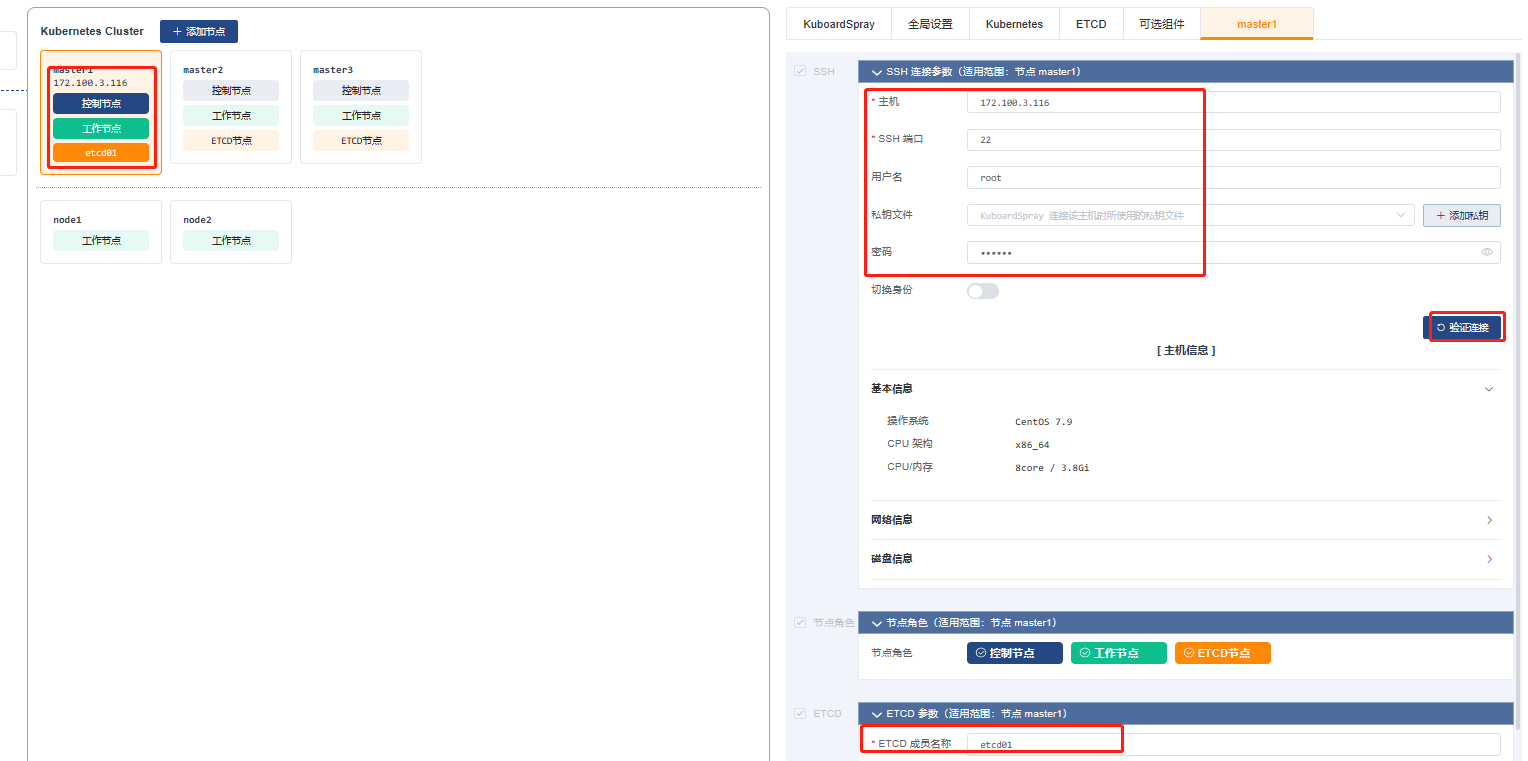 Kubernetes Cluster
+ 添加节点
master1
172.100.3.116
控制节点
工作节点
etcd01
master2
控制节点
工作节点
ETCD节点
master3
控制节点
工作节点
ETCD节点
node1
工作节点
node2
工作节点
KuboardSpray 全局设置 Kubernetes ETCD 可选组件 master1
SSH
SSH 连接参数（适用范围：节点 master1）
* 主机 172.100.3.116
* SSH 端口 22
用户名 root
私钥文件 KuboardSpray 连接该主机时所使用的私钥文件 + 添加私钥
密码 ••••••
切换身份
验证连接
[ 主机信息 ]
基本信息
操作系统 CentOS 7.9
CPU 架构 x86_64
CPU/内存 8core / 3.8Gi
网络信息
磁盘信息
节点角色
节点角色（适用范围：节点 master1）
节点角色 控制节点 工作节点 ETCD节点
ETCD
ETCD 参数（适用范围：节点 master1）
* ETCD 成员名称 etcd01